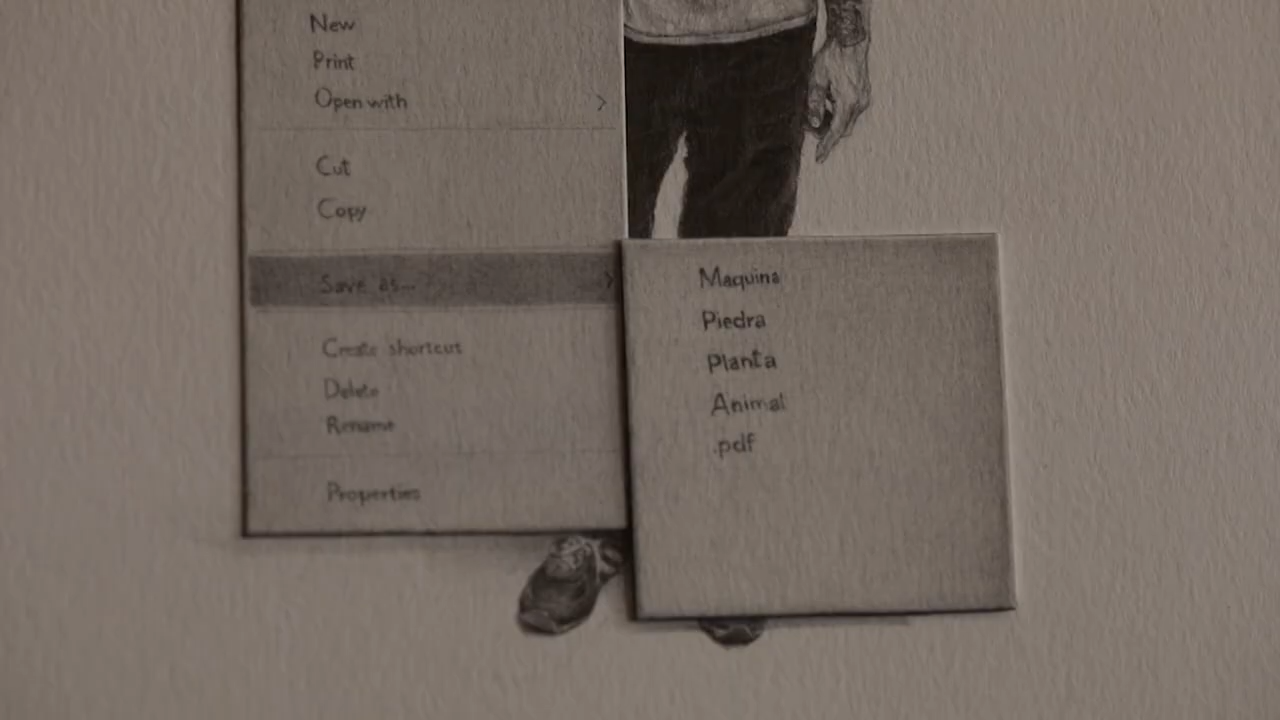 New
Print
Open with
Cut
Copy
Save as...
Create shortcut
Delete
Rename
Properties
Maquina
Piedra
Planta
Animal
.pdf